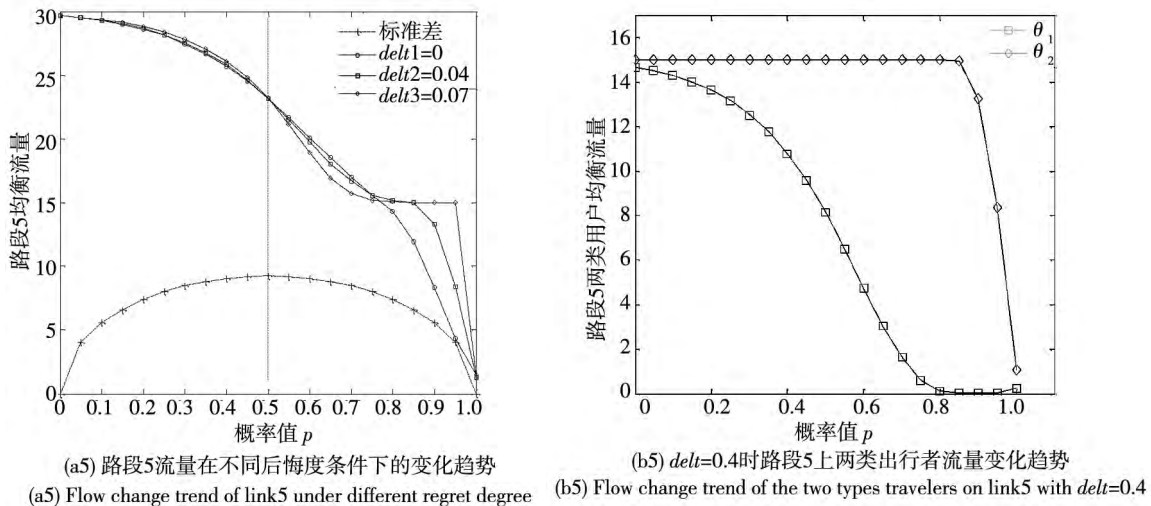 30
25
20
15
10
5
0
路段5均衡流量
标准差
delt1=0
delt2=0.04
delt3=0.07
0 0.1 0.2 0.3 0.4 0.5 0.6 0.7 0.8 0.9 1.0
概率值 p
(a5) 路段5流量在不同后悔度条件下的变化趋势
(a5) Flow change trend of link5 under different regret degree
16
14
12
10
8
6
4
2
0
路段5两类用户均衡流量
θ1
θ2
0 0.2 0.4 0.6 0.8 1.0
概率值 p
(b5) delt=0.4时路段5上两类出行者流量变化趋势
(b5) Flow change trend of the two types travelers on link5 with delt=0.4